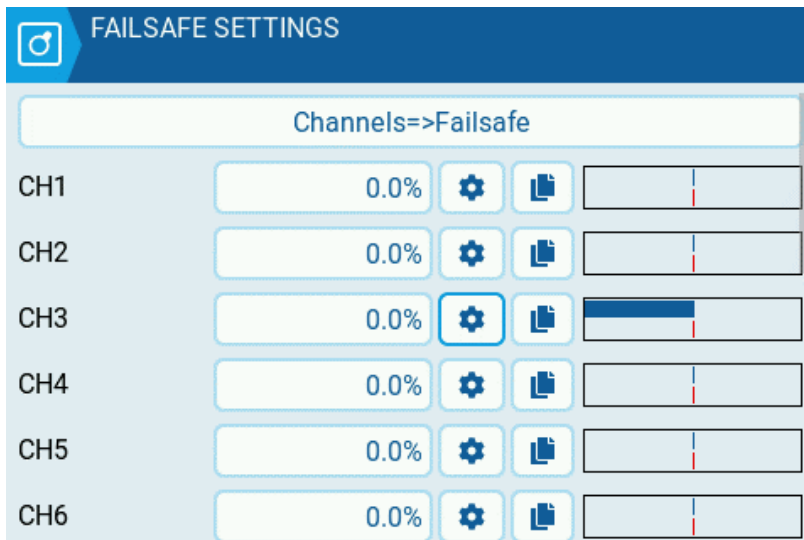 FAILSAFE SETTINGS
Channels=>Failsafe
CH1 0.0%
CH2 0.0%
CH3 0.0%
CH4 0.0%
CH5 0.0%
CH6 0.0%